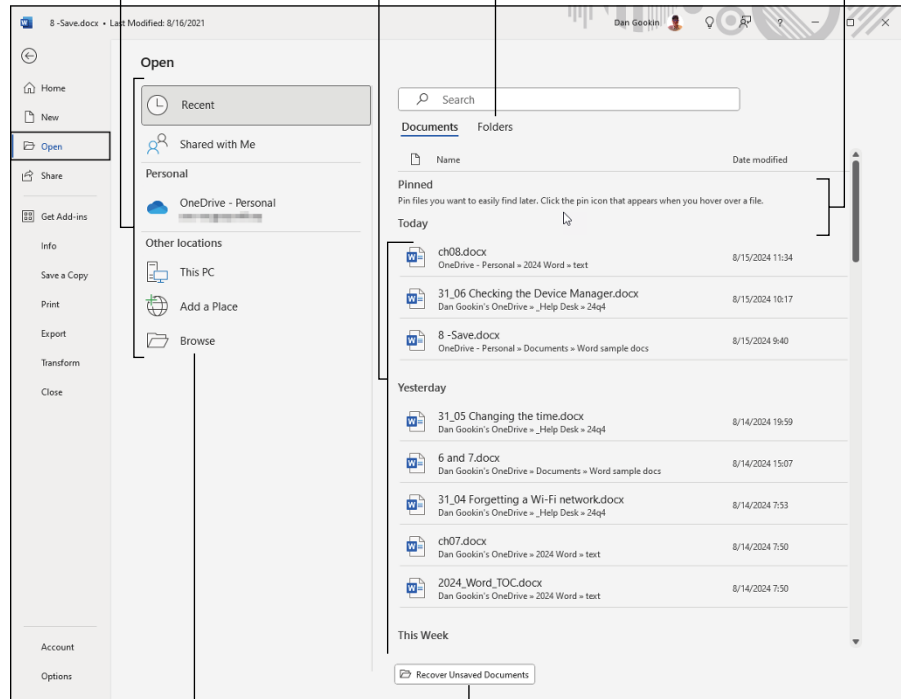 8 -Save.docx • Last Modified: 8/16/2021
Dan Gookin
?
Home
New
Open
Share
Get Add-ins
Info
Save a Copy
Print
Export
Transform
Close
Account
Options
Open
Recent
Shared with Me
Personal
OneDrive - Personal
Other locations
This PC
Add a Place
Browse
Search
Documents Folders
Name Date modified
Pinned
Pin files you want to easily find later. Click the pin icon that appears when you hover over a file.
Today
ch08.docx
OneDrive - Personal » 2024 Word » text
8/15/2024 11:34
31_06 Checking the Device Manager.docx
Dan Gookin's OneDrive » _Help Desk » 24q4
8/15/2024 10:17
8 -Save.docx
OneDrive - Personal » Documents » Word sample docs
8/15/2024 9:40
Yesterday
31_05 Changing the time.docx
Dan Gookin's OneDrive » _Help Desk » 24q4
8/14/2024 19:59
6 and 7.docx
Dan Gookin's OneDrive » Documents » Word sample docs
8/14/2024 15:07
31_04 Forgetting a Wi-Fi network.docx
Dan Gookin's OneDrive » _Help Desk » 24q4
8/14/2024 7:53
ch07.docx
Dan Gookin's OneDrive » 2024 Word » text
8/14/2024 7:50
2024_Word_TOC.docx
Dan Gookin's OneDrive » 2024 Word » text
8/14/2024 7:50
This Week
Recover Unsaved Documents